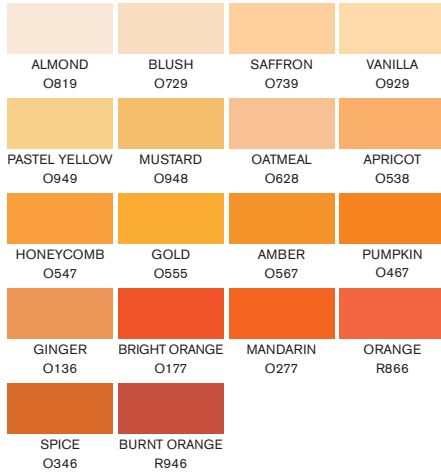 ALMOND BLUSH SAFFRON VANILLA
O819 O729 O739 O929
PASTEL YELLOW MUSTARD OATMEAL APRICOT
O949 O948 O628 O538
HONEYCOMB GOLD AMBER PUMPKIN
O547 O555 O567 O467
GINGER BRIGHT ORANGE MANDARIN ORANGE
O136 O177 O277 R866
SPICE BURNT ORANGE
O346 R946